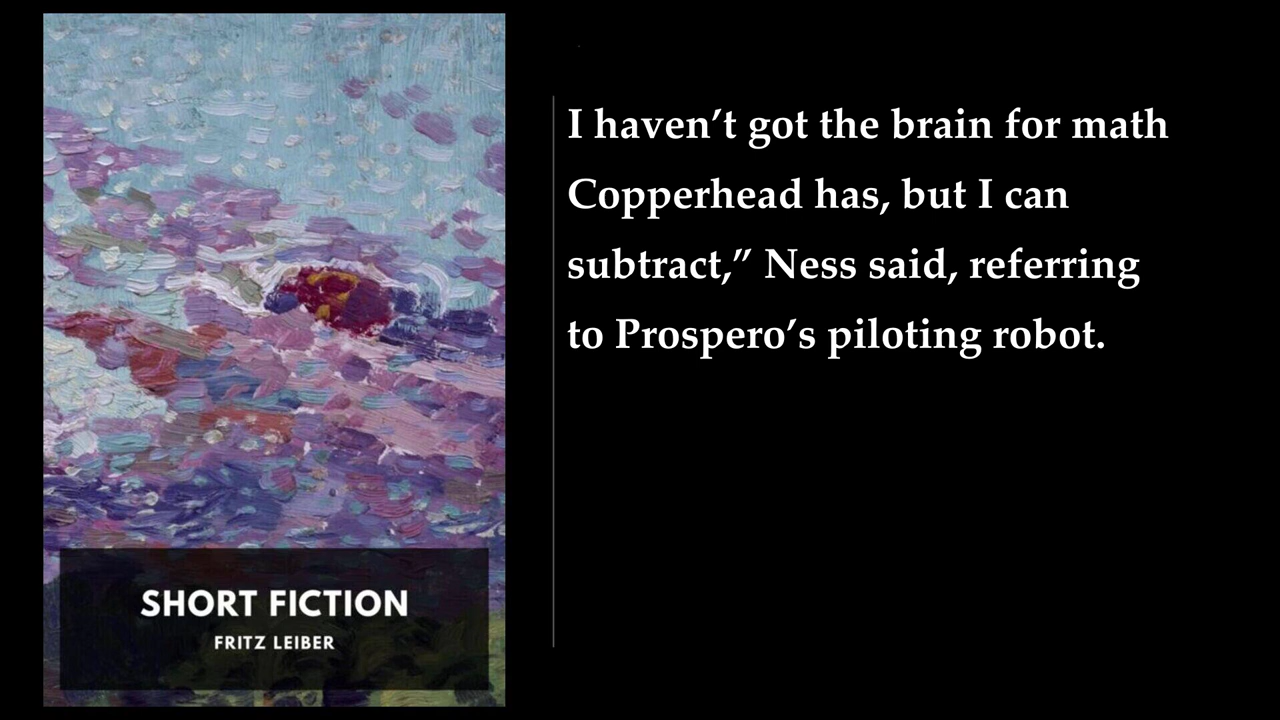 SHORT FICTION
FRITZ LEIBER
I haven’t got the brain for math
Copperhead has, but I can
subtract,” Ness said, referring
to Prospero’s piloting robot.